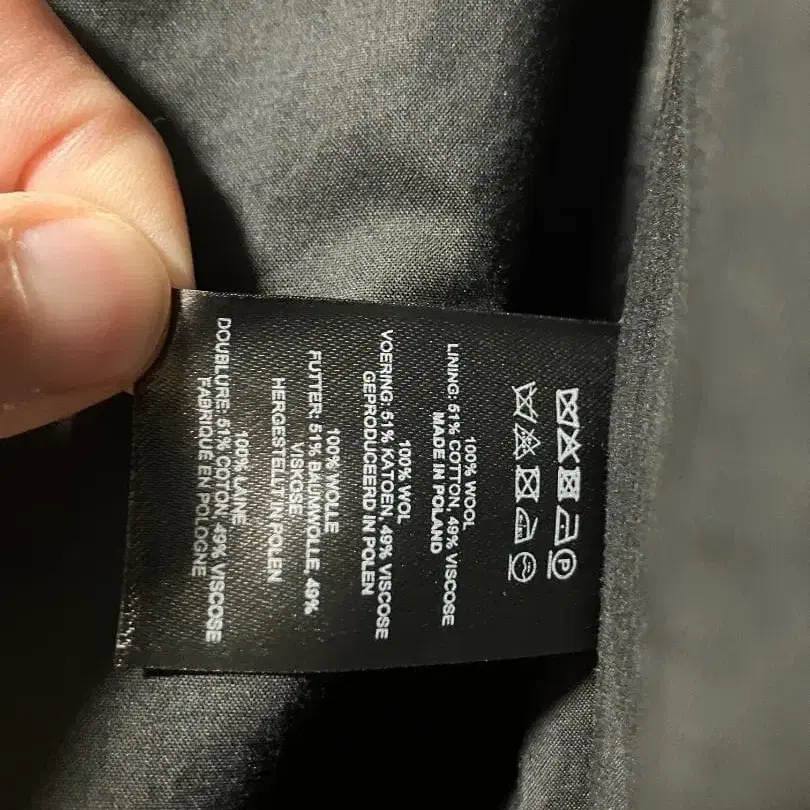 100% WOOL
LINING: 51% COTTON, 49% VISCOSE
MADE IN POLAND
100% WOL
VOERING: 51% KATOEN, 49% VISCOSE
GEPRODUCEERD IN POLEN
100% WOLLE
FUTTER: 51% BAUMWOLLE, 49%
VISKOSE
HERGESTELLT IN POLEN
100% LAINE
DOUBLURE: 51% COTON, 49% VISCOSE
FABRIQUÉ EN POLOGNE
P